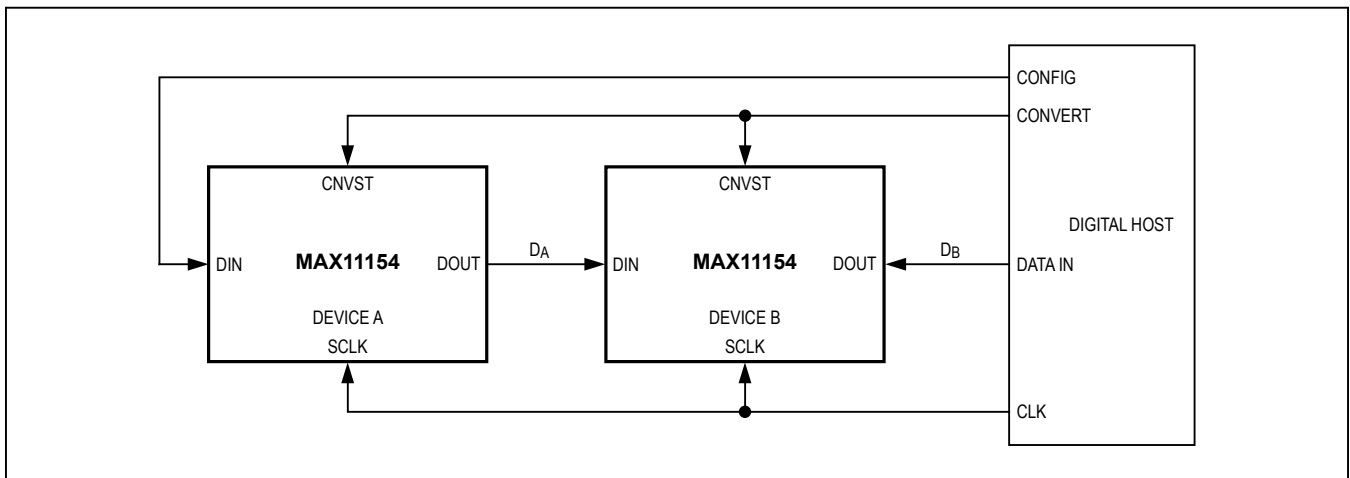 CONFIG
CONVERT
CNVST
CNVST
DIGITAL HOST
DIN
MAX11154
DOUT
DA
DIN
MAX11154
DOUT
DB
DATA IN
DEVICE A
DEVICE B
SCLK
SCLK
CLK